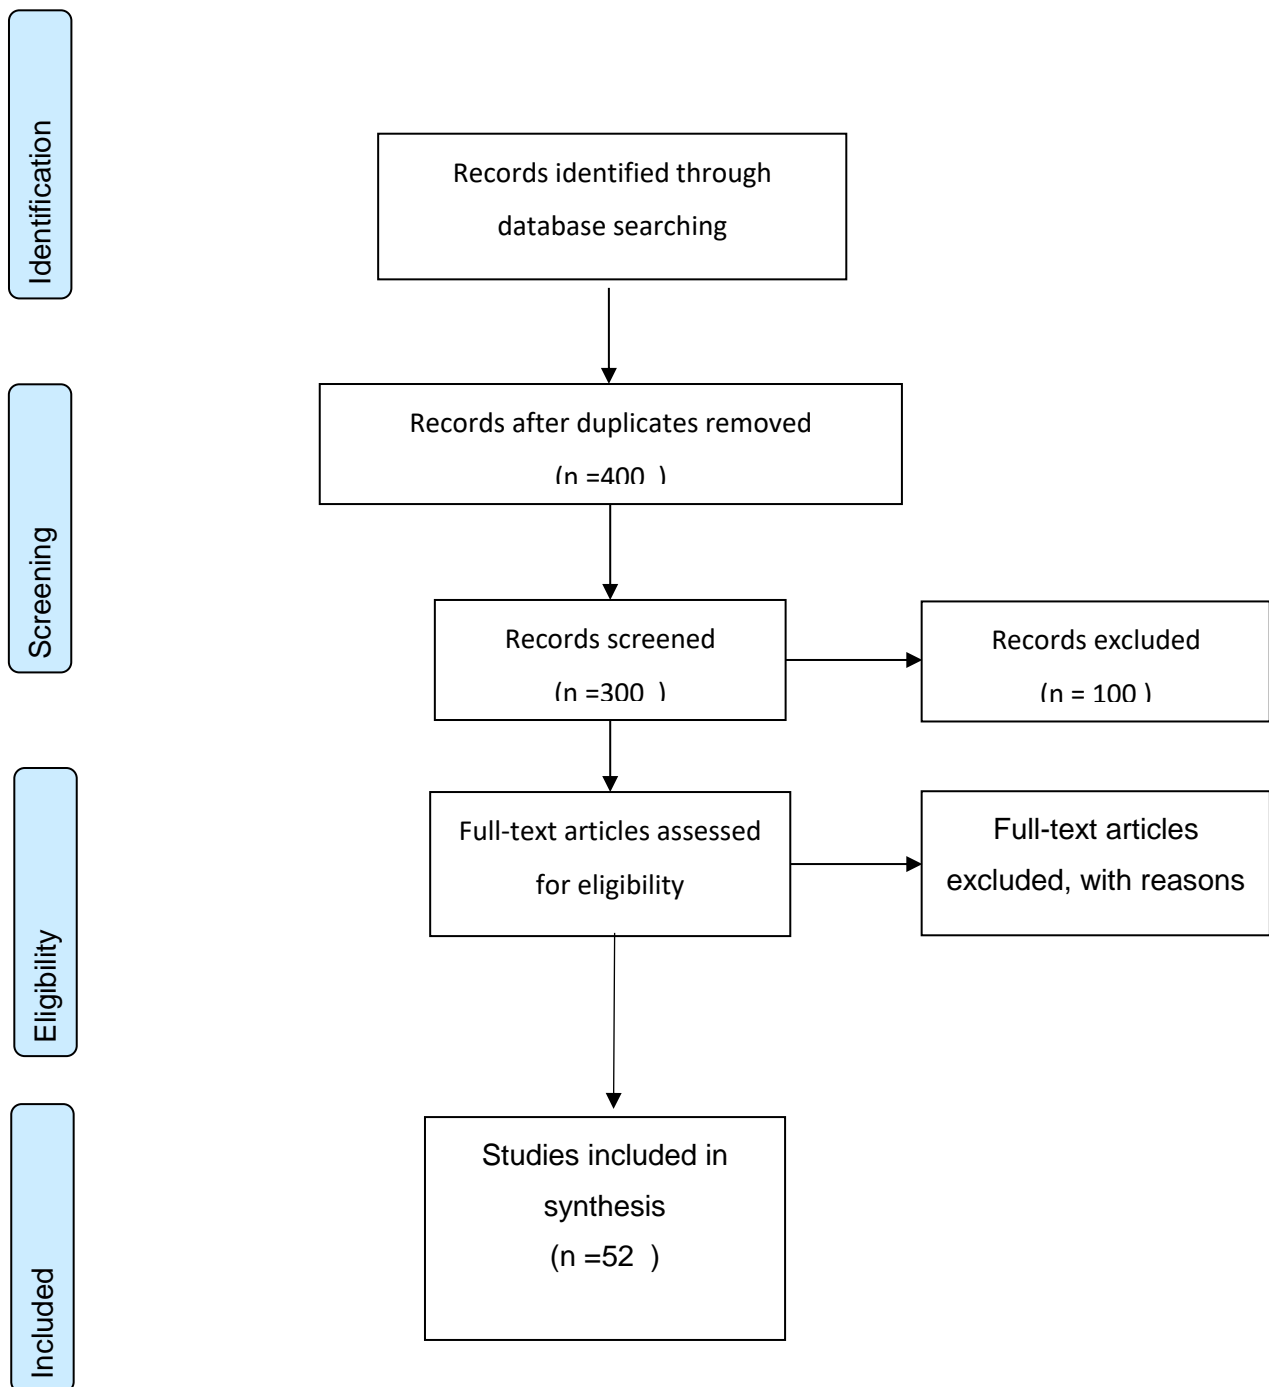 Identification
Records identified through
database searching
Records after duplicates removed
(n =400  )
Screening
Records screened
(n =300  )
Records excluded
(n = 100 )
Eligibility
Full-text articles assessed
for eligibility
Full-text articles
excluded, with reasons
Included
Studies included in
synthesis
(n =52  )